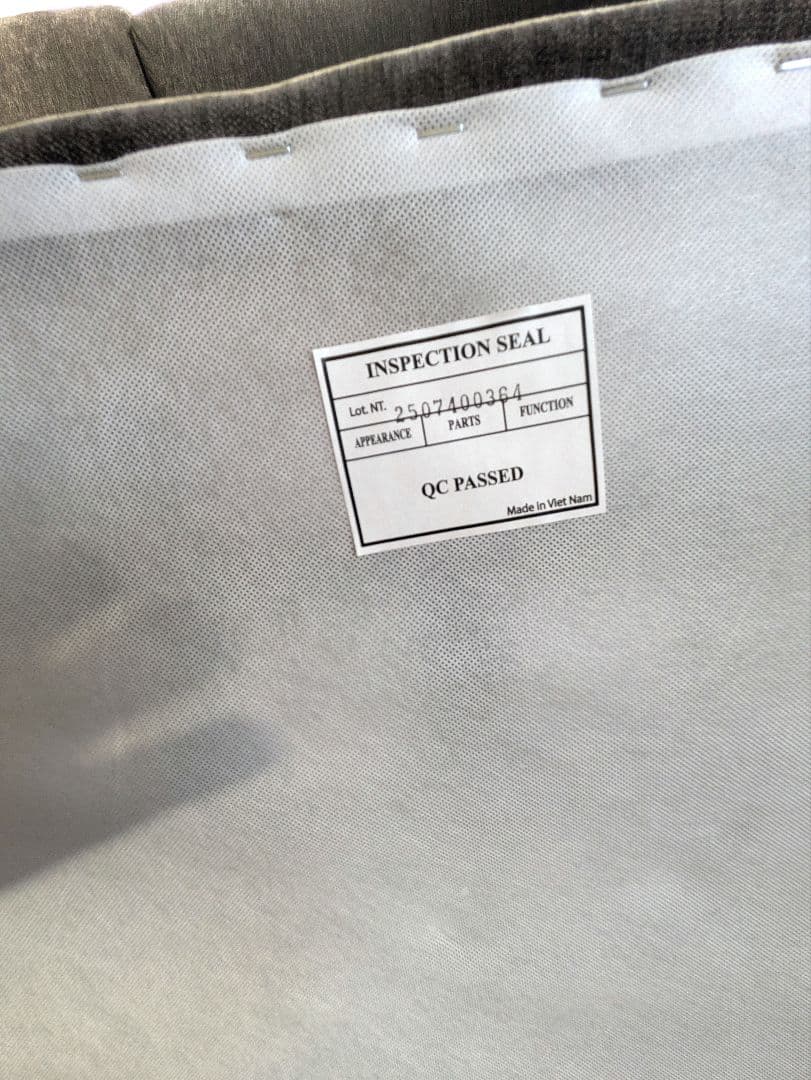 INSPECTION SEAL
Lot. NT. 2507400364
APPEARANCE PARTS FUNCTION
QC PASSED
Made in Viet Nam